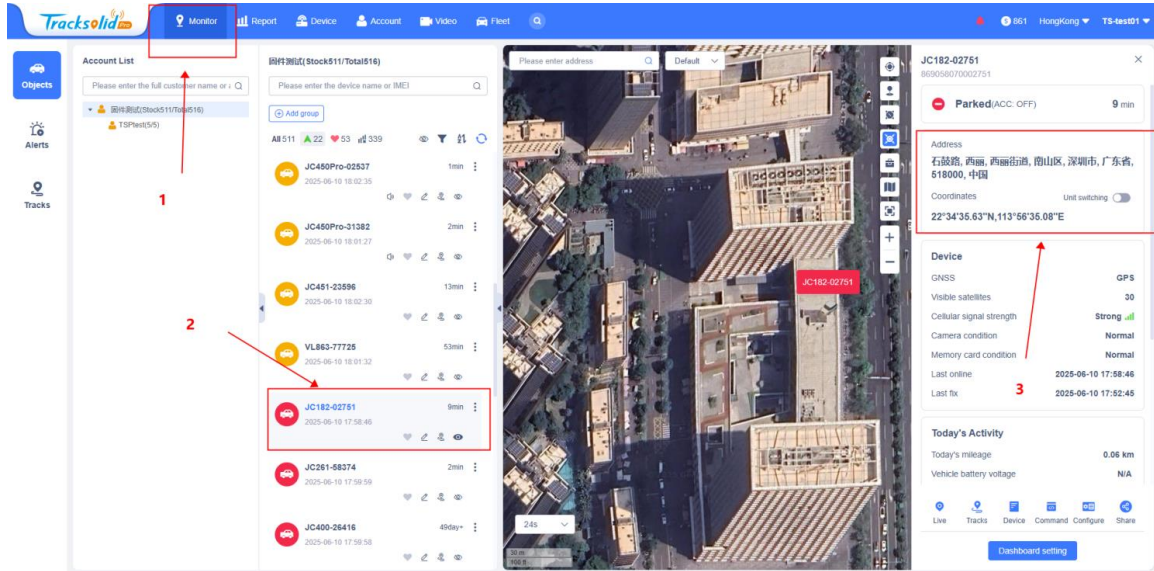 Tracksolid Pro
Monitor
Report
Device
Account
Video
Fleet
861
HongKong
TS-test01
Objects
Alerts
Tracks
Account List
Please enter the full customer name or
固件测试(Stock511/Total516)
TSPtest(5/5)
1
固件测试(Stock511/Total516)
Please enter the device name or IMEI
Add group
All 511 22 53 339
JC450Pro-02537 1min
2025-06-10 18:02:35
JC450Pro-31382 2min
2025-06-10 18:01:27
JC451-23596 13min
2025-06-10 18:02:30
2
VL863-77725 53min
2025-06-10 18:01:32
JC182-02751 9min
2025-06-10 17:58:46
JC261-58374 2min
2025-06-10 17:59:59
JC400-26416 49day+
2025-06-10 17:59:58
Please enter address
Default
JC182-02751
24s
30 m
100 ft
JC182-02751
869058070002751
Parked(ACC: OFF) 9 min
Address
石鼓路, 西丽, 西丽街道, 南山区, 深圳市, 广东省,
518000, 中国
Coordinates Unit switching
22°34'35.63"N,113°56'35.08"E
Device
GNSS GPS
Visible satellites 30
Cellular signal strength Strong
Camera condition Normal
Memory card condition Normal
Last online 2025-06-10 17:58:46
Last fix 2025-06-10 17:52:45
3
Today's Activity
Today's mileage 0.06 km
Vehicle battery voltage N/A
Live Tracks Device Command Configure Share
Dashboard setting